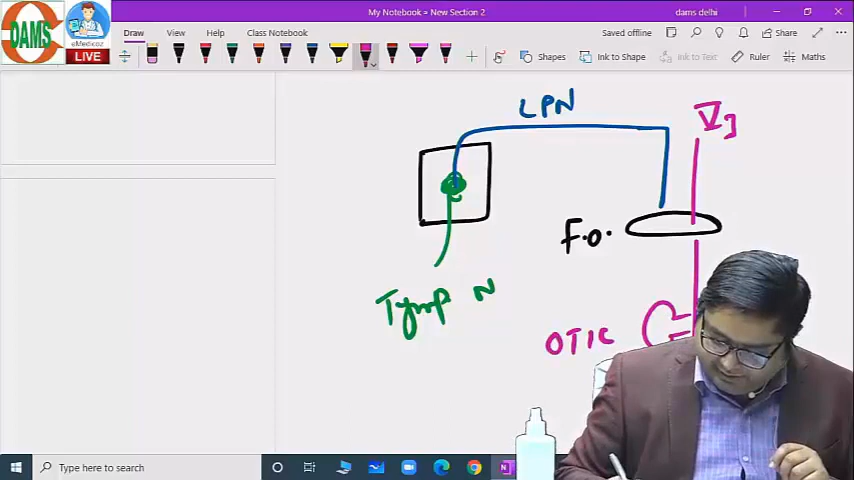 My Notebook » New Section 2
dams delhi
DAMS
eMedicoz
LIVE
Draw
View
Help
Class Notebook
Saved offline
Share
Shapes
Ink to Shape
Ink to Text
Ruler
Maths
LPN
V3
F.O.
Tymp N
OTIC
Type here to search